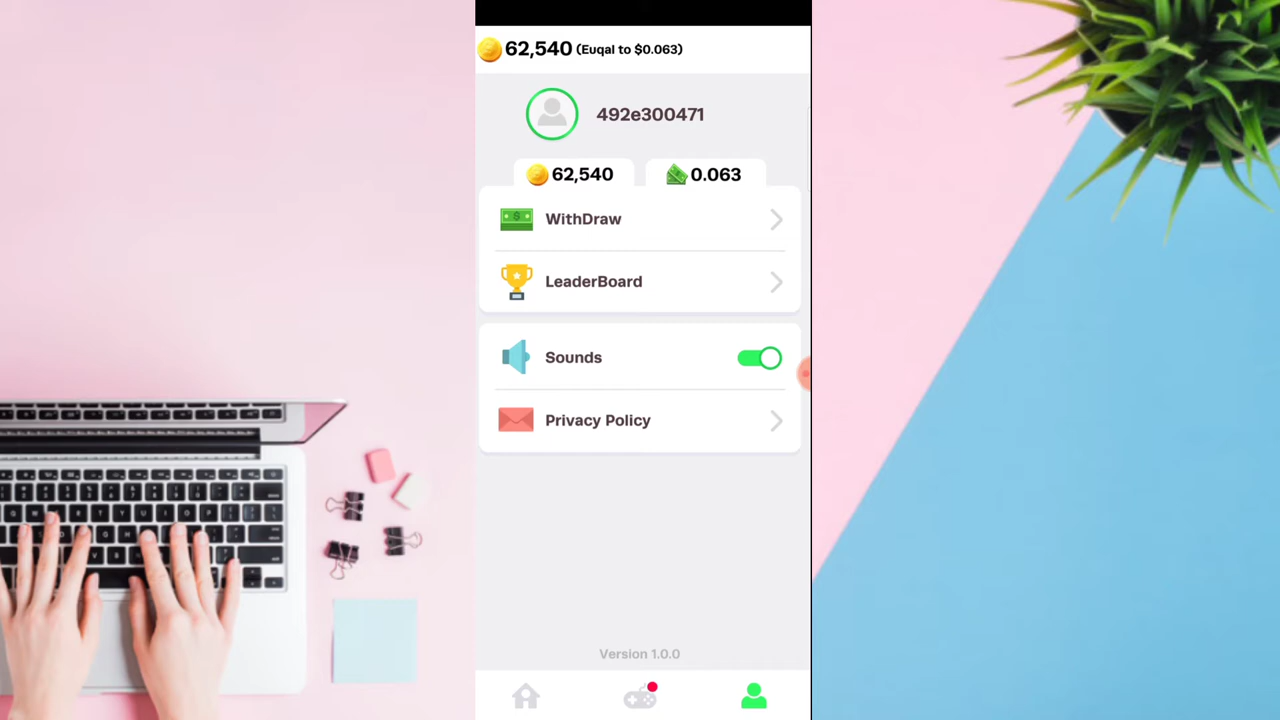 62,540 (Euqal to $0.063)
492e300471
62,540 0.063
WithDraw
LeaderBoard
Sounds
Privacy Policy
Version 1.0.0